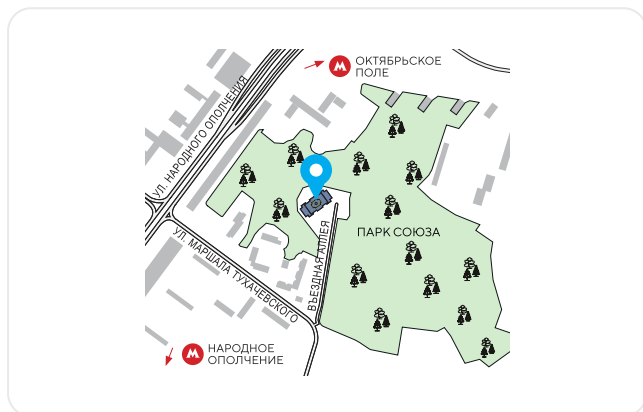 М ОКТЯБРЬСКОЕ
ПОЛЕ
УЛ. НАРОДНОГО ОПОЛЧЕНИЯ
ПАРК СОЮЗА
ВЪЕЗДНАЯ АЛЛЕЯ
УЛ. МАРШАЛА ТУХАЧЕВСКОГО
М НАРОДНОЕ
ОПОЛЧЕНИЕ